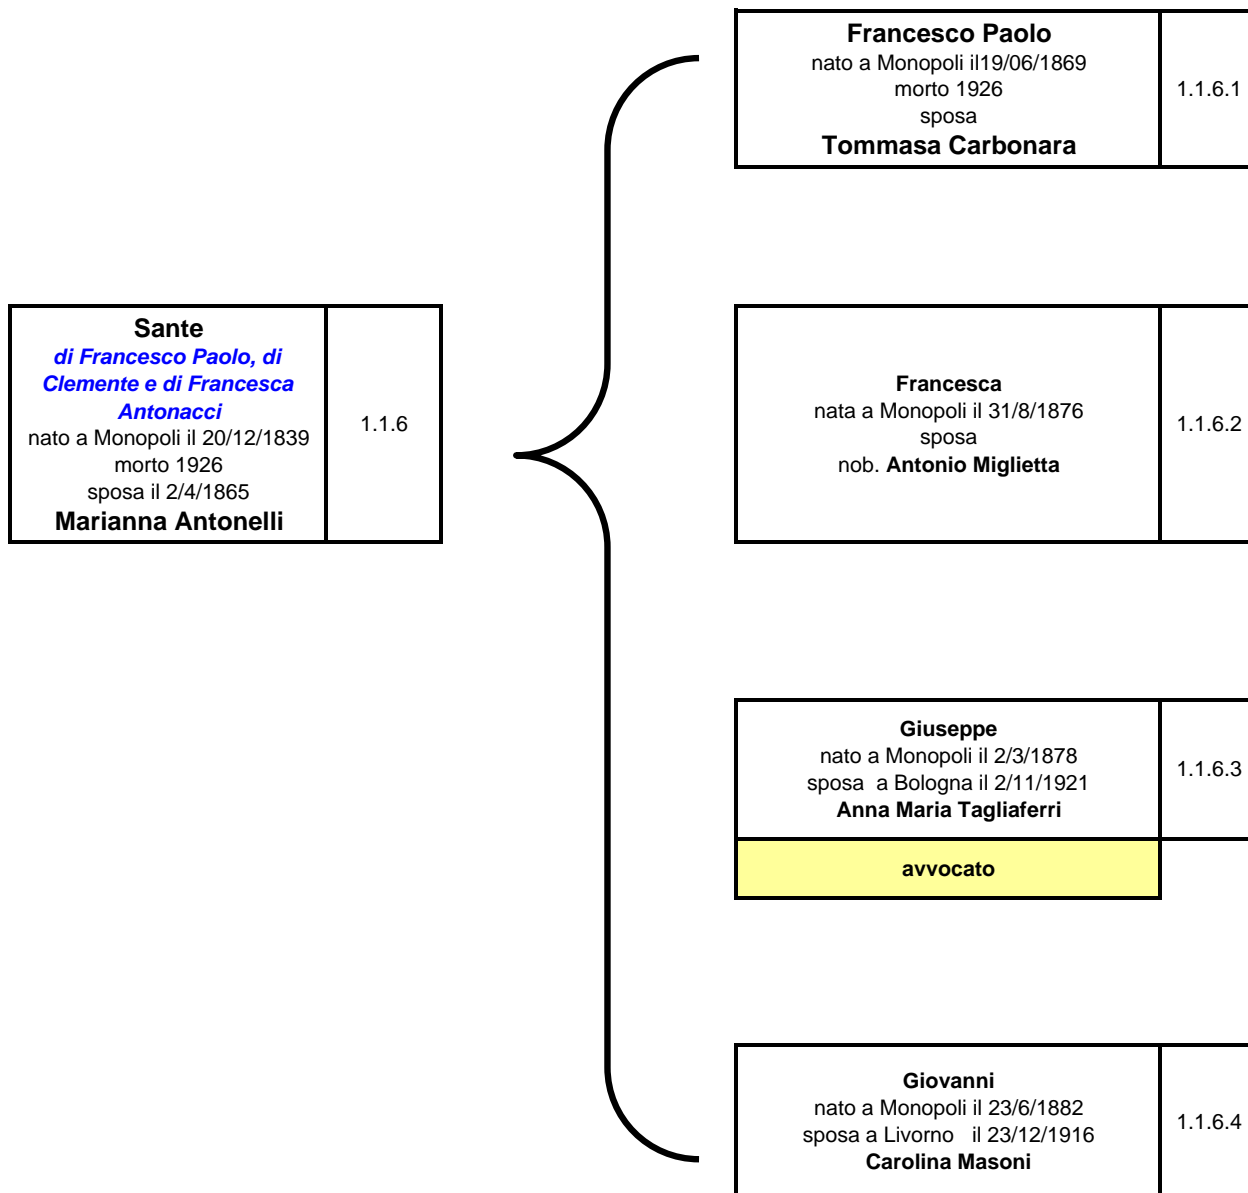 Francesco Paolo
nato a Monopoli il19/06/1869
morto 1926
sposa
Tommasa Carbonara
1.1.6.1
Sante
di Francesco Paolo, di
Clemente e di Francesca
Antonacci
nato a Monopoli il 20/12/1839
morto 1926
sposa il 2/4/1865
Marianna Antonelli
1.1.6
Francesca
nata a Monopoli il 31/8/1876
sposa
nob. Antonio Miglietta
1.1.6.2
Giuseppe
nato a Monopoli il 2/3/1878
sposa  a Bologna il 2/11/1921
Anna Maria Tagliaferri
1.1.6.3
avvocato
Giovanni
nato a Monopoli il 23/6/1882
sposa a Livorno   il 23/12/1916
Carolina Masoni
1.1.6.4